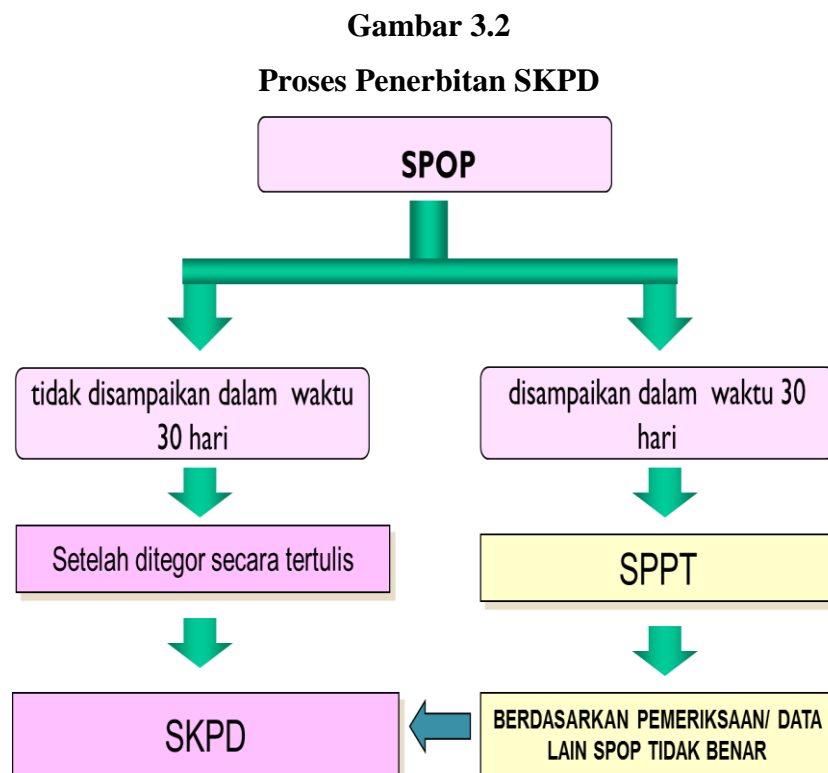 Gambar 3.2
Proses Penerbitan SKPD
SPOP
tidak disampaikan dalam waktu
30 hari
disampaikan dalam waktu 30
hari
Setelah ditegor secara tertulis
SPPT
SKPD
BERDASARKAN PEMERIKSAAN/ DATA
LAIN SPOP TIDAK BENAR